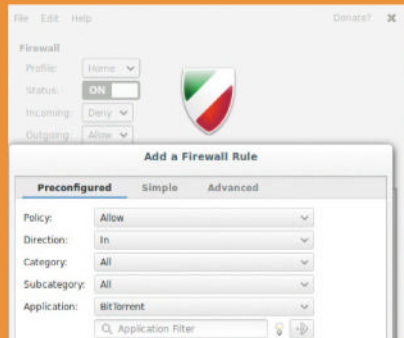 File Edit Help Donate?
Firewall
Profile: Home
Status: ON
Incoming: Deny
Outgoing: Allow
Add a Firewall Rule
Preconfigured Simple Advanced
Policy: Allow
Direction: In
Category: All
Subcategory: All
Application: BitTorrent
Application Filter